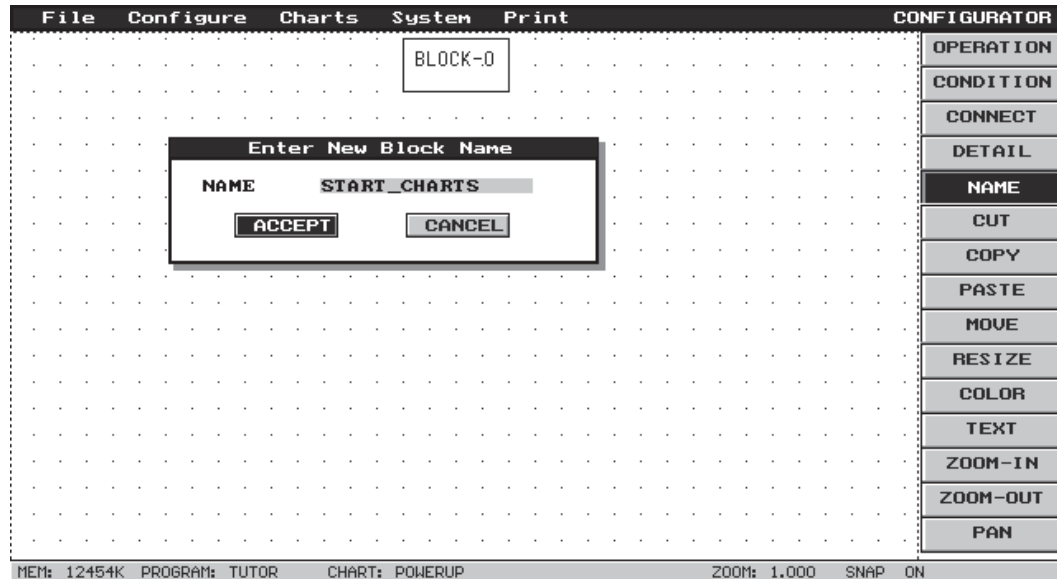 File Configure Charts System Print CONFIGURATOR
BLOCK-0
Enter New Block Name
NAME START_CHARTS
ACCEPT CANCEL
OPERATION
CONDITION
CONNECT
DETAIL
NAME
CUT
COPY
PASTE
MOVE
RESIZE
COLOR
TEXT
ZOOM-IN
ZOOM-OUT
PAN
MEM: 12454K PROGRAM: TUTOR CHART: POWERUP ZOOM: 1.000 SNAP ON